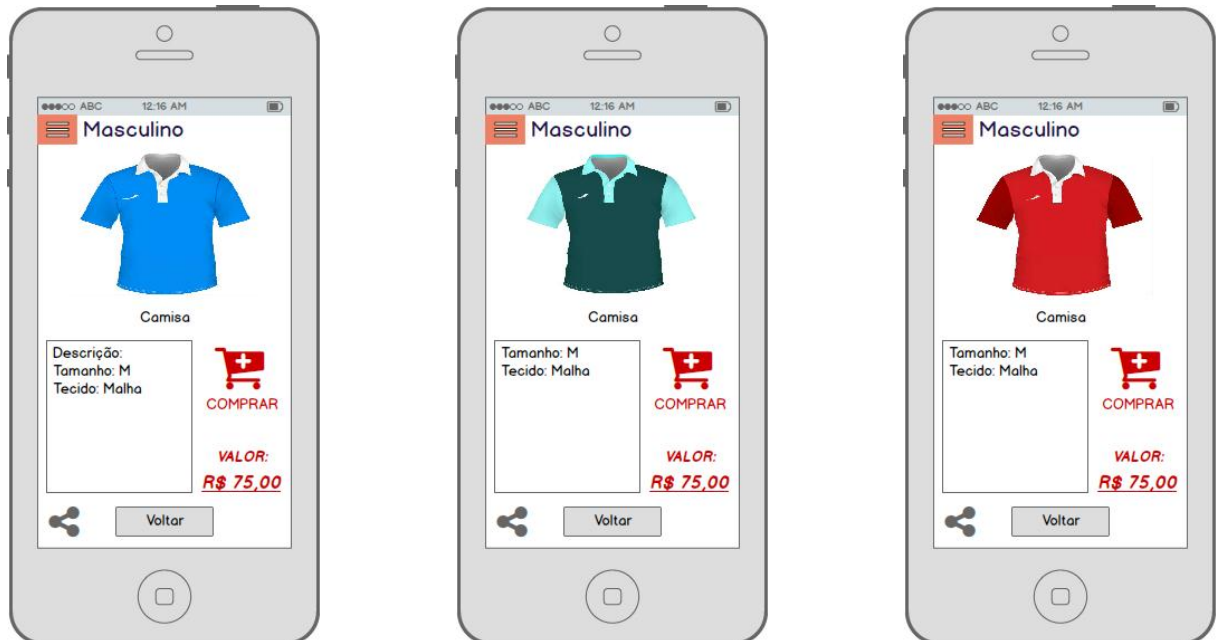 ABC 12:16 AM
Masculino
Camisa
Descrição:
Tamanho: M
Tecido: Malha
COMPRAR
VALOR:
R$ 75,00
Voltar
ABC 12:16 AM
Masculino
Camisa
Tamanho: M
Tecido: Malha
COMPRAR
VALOR:
R$ 75,00
Voltar
ABC 12:16 AM
Masculino
Camisa
Tamanho: M
Tecido: Malha
COMPRAR
VALOR:
R$ 75,00
Voltar